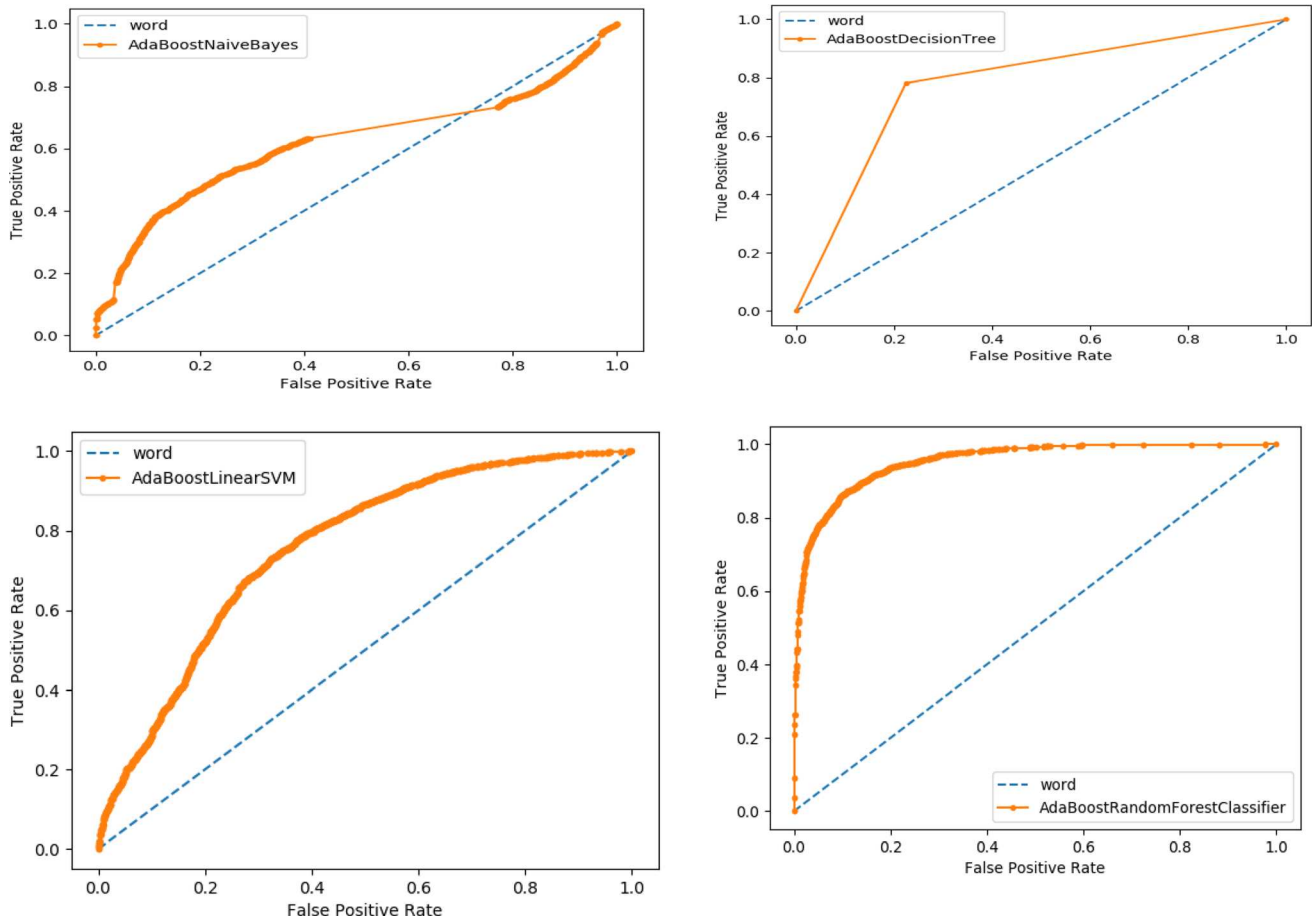 word
AdaBoostNaiveBayes
True Positive Rate
1.0
0.8
0.6
0.4
0.2
0.0
0.0 0.2 0.4 0.6 0.8 1.0
False Positive Rate
word
AdaBoostDecisionTree
True Positive Rate
1.0
0.8
0.6
0.4
0.2
0.0
0.0 0.2 0.4 0.6 0.8 1.0
False Positive Rate
word
AdaBoostLinearSVM
True Positive Rate
1.0
0.8
0.6
0.4
0.2
0.0
0.0 0.2 0.4 0.6 0.8 1.0
False Positive Rate
True Positive Rate
1.0
0.8
0.6
0.4
0.2
0.0
word
AdaBoostRandomForestClassifier
0.0 0.2 0.4 0.6 0.8 1.0
False Positive Rate